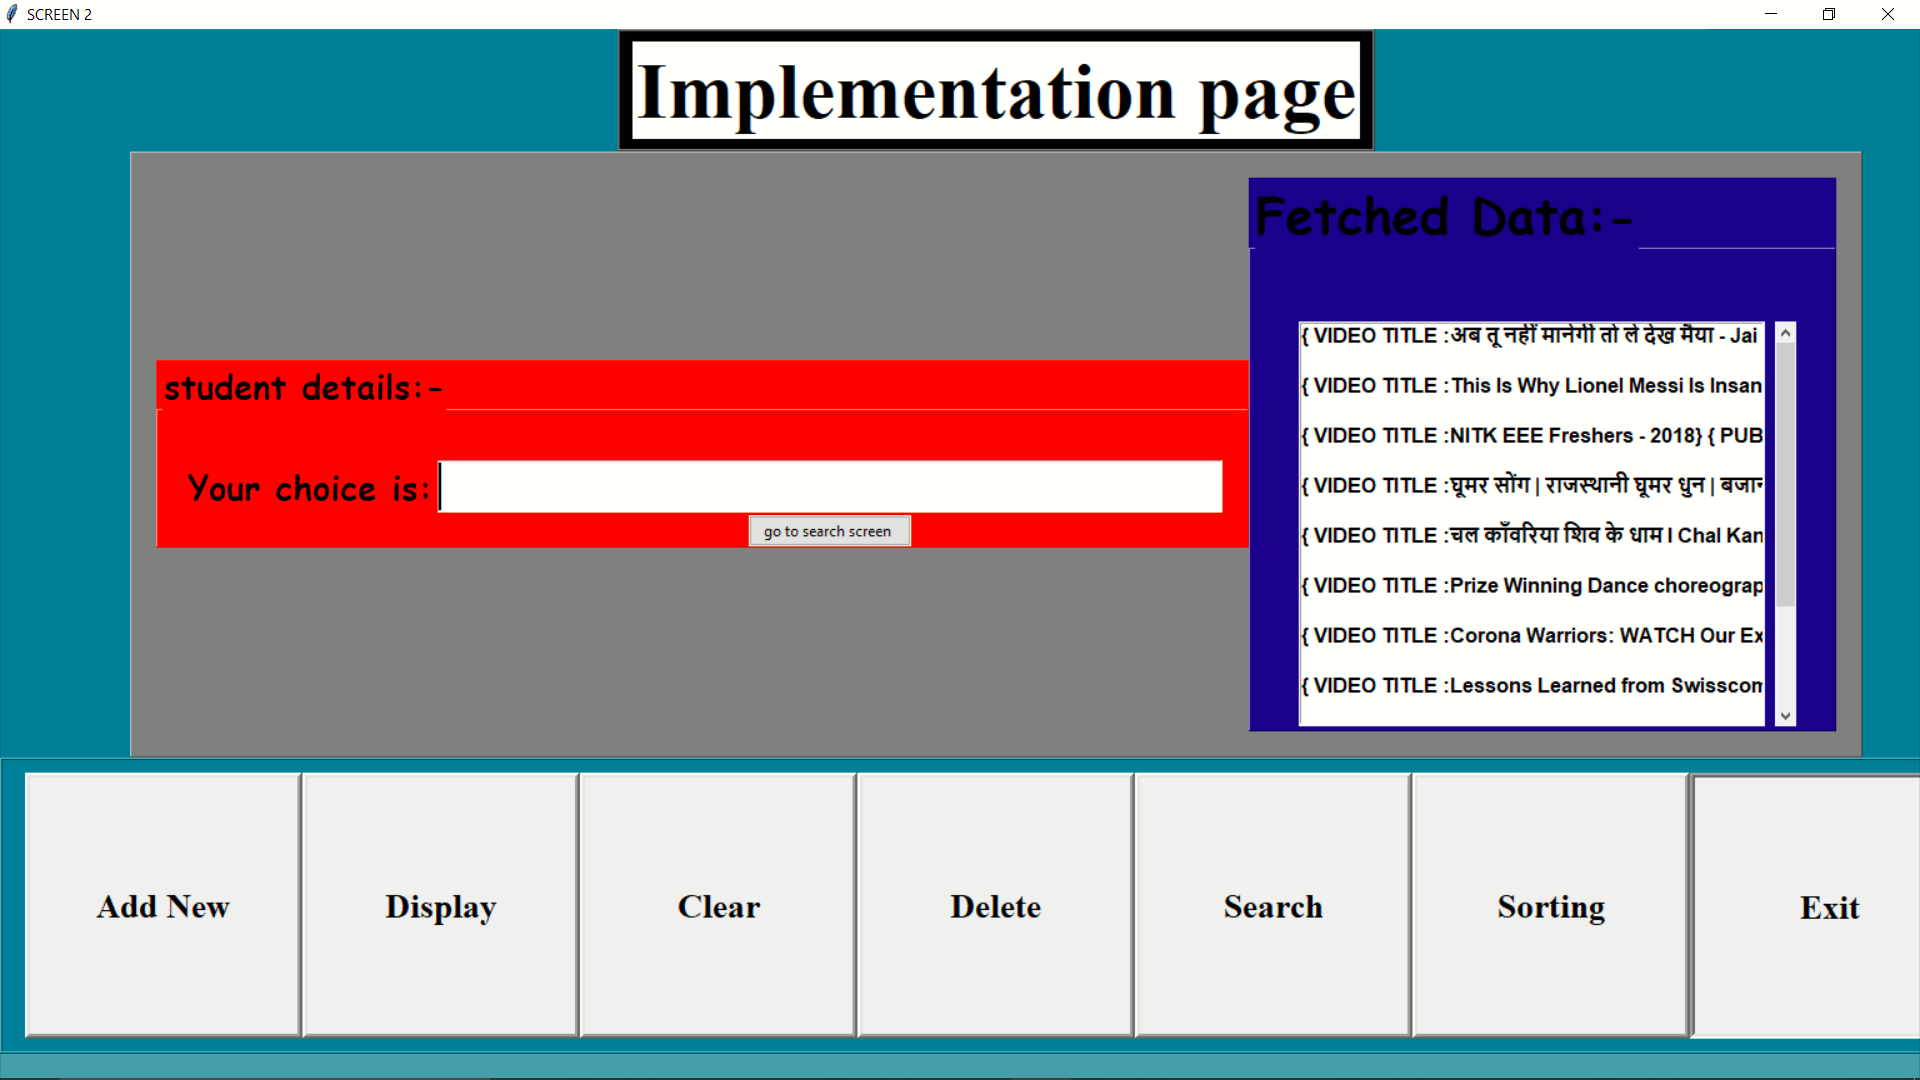 SCREEN 2
Implementation page
Fetched Data:-
{ VIDEO TITLE :अब तू नहीं मानेगी तो ले देख मैया - Jai
{ VIDEO TITLE :This Is Why Lionel Messi Is Insan
{ VIDEO TITLE :NITK EEE Freshers - 2018} { PUB
{ VIDEO TITLE :घूमर सोंग | राजस्थानी घूमर धुन | बजान
{ VIDEO TITLE :चल काँवरिया शिव के धाम I Chal Kan
{ VIDEO TITLE :Prize Winning Dance choreograp
{ VIDEO TITLE :Corona Warriors: WATCH Our Ex
{ VIDEO TITLE :Lessons Learned from Swisscom
student details:-
Your choice is:
go to search screen
Add New
Display
Clear
Delete
Search
Sorting
Exit